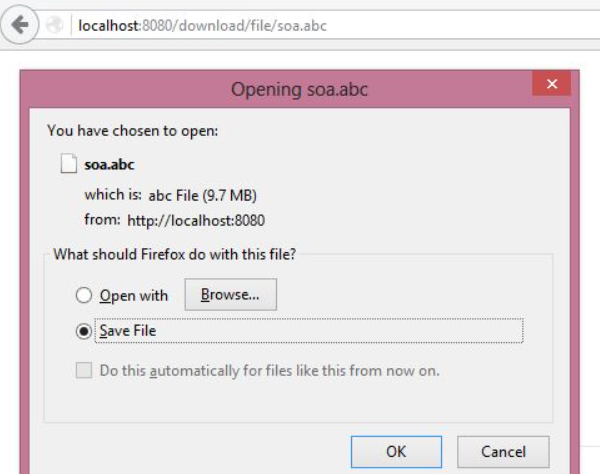 localhost:8080/download/file/soa.abc
Opening soa.abc
You have chosen to open:
soa.abc
which is: abc File (9.7 MB)
from: http://localhost:8080
What should Firefox do with this file?
Open with Browse...
Save File
Do this automatically for files like this from now on.
OK Cancel